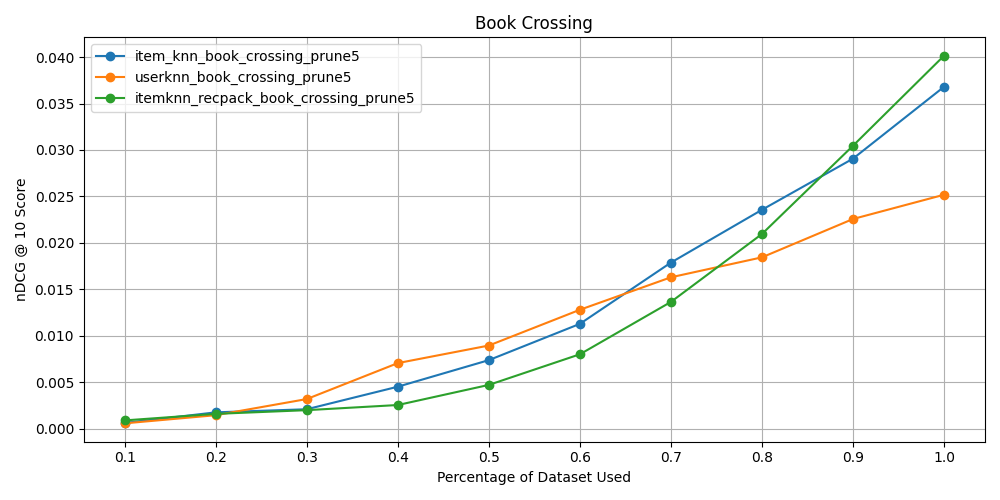 Book Crossing
item_knn_book_crossing_prune5
userknn_book_crossing_prune5
itemknn_recpack_book_crossing_prune5
nDCG @ 10 Score
0.040
0.035
0.030
0.025
0.020
0.015
0.010
0.005
0.000
0.1 0.2 0.3 0.4 0.5 0.6 0.7 0.8 0.9 1.0
Percentage of Dataset Used